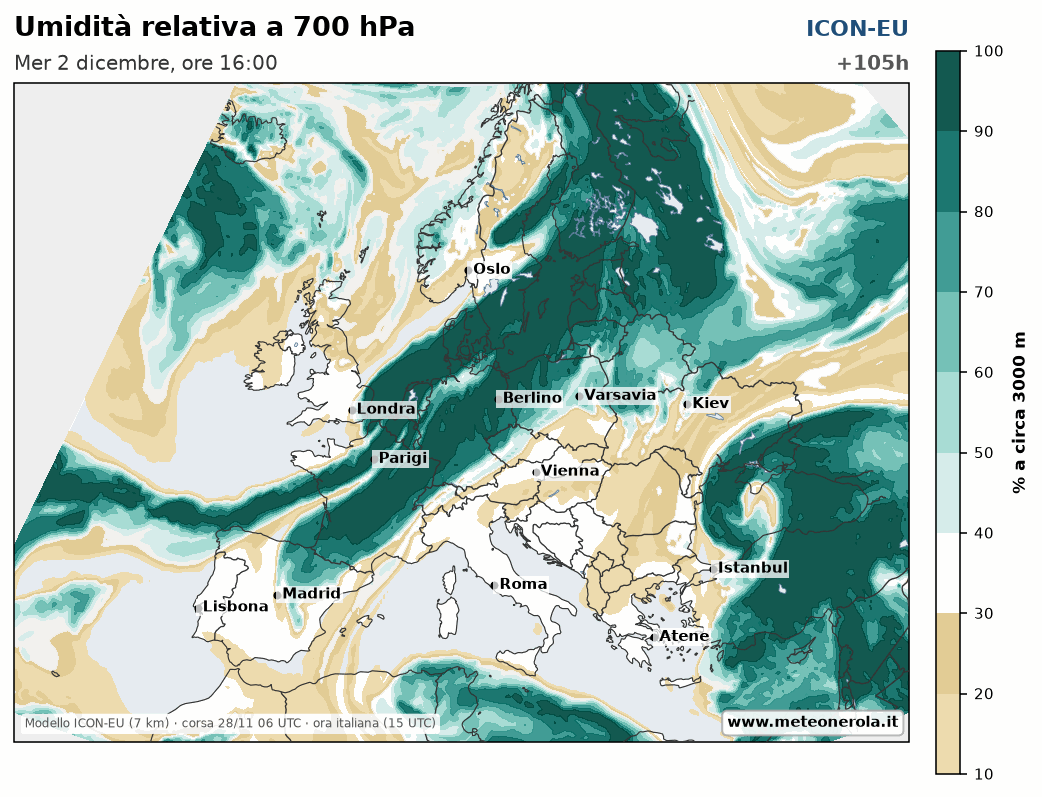 Umidità relativa a 700 hPa
ICON-EU
Mer 2 dicembre, ore 16:00
+105h
100
90
80
70
60
50
40
30
20
10
% a circa 3000 m
Oslo
Londra
Berlino
Varsavia
Kiev
Parigi
Vienna
Istanbul
Roma
Madrid
Lisbona
Atene
Modello ICON-EU (7 km) · corsa 28/11 06 UTC · ora italiana (15 UTC)
www.meteonerola.it